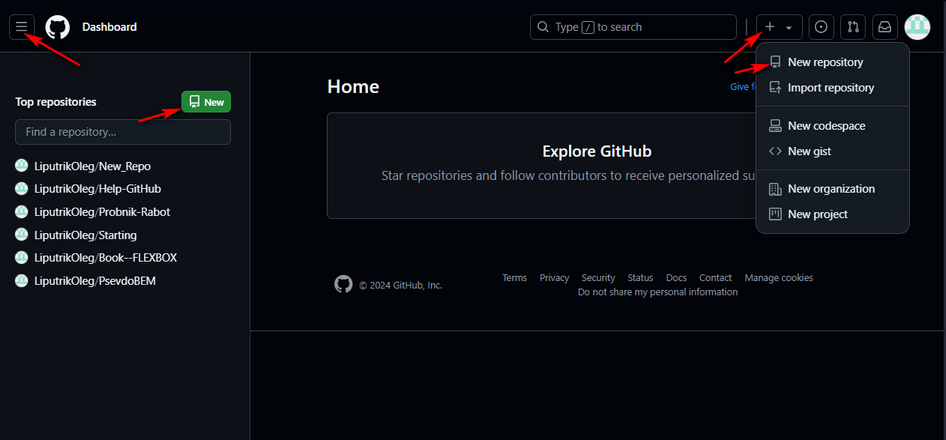 Dashboard
Type / to search
Top repositories
New
Find a repository...
LiputrikOleg/New_Repo
LiputrikOleg/Help-GitHub
LiputrikOleg/Probnik-Rabot
LiputrikOleg/Starting
LiputrikOleg/Book--FLEXBOX
LiputrikOleg/PsevdoBEM
Home
Give
Explore GitHub
Star repositories and follow contributors to receive personalized
New repository
Import repository
New codespace
New gist
New organization
New project
© 2024 GitHub, Inc.
Terms Privacy Security Status Docs Contact Manage cookies
Do not share my personal information